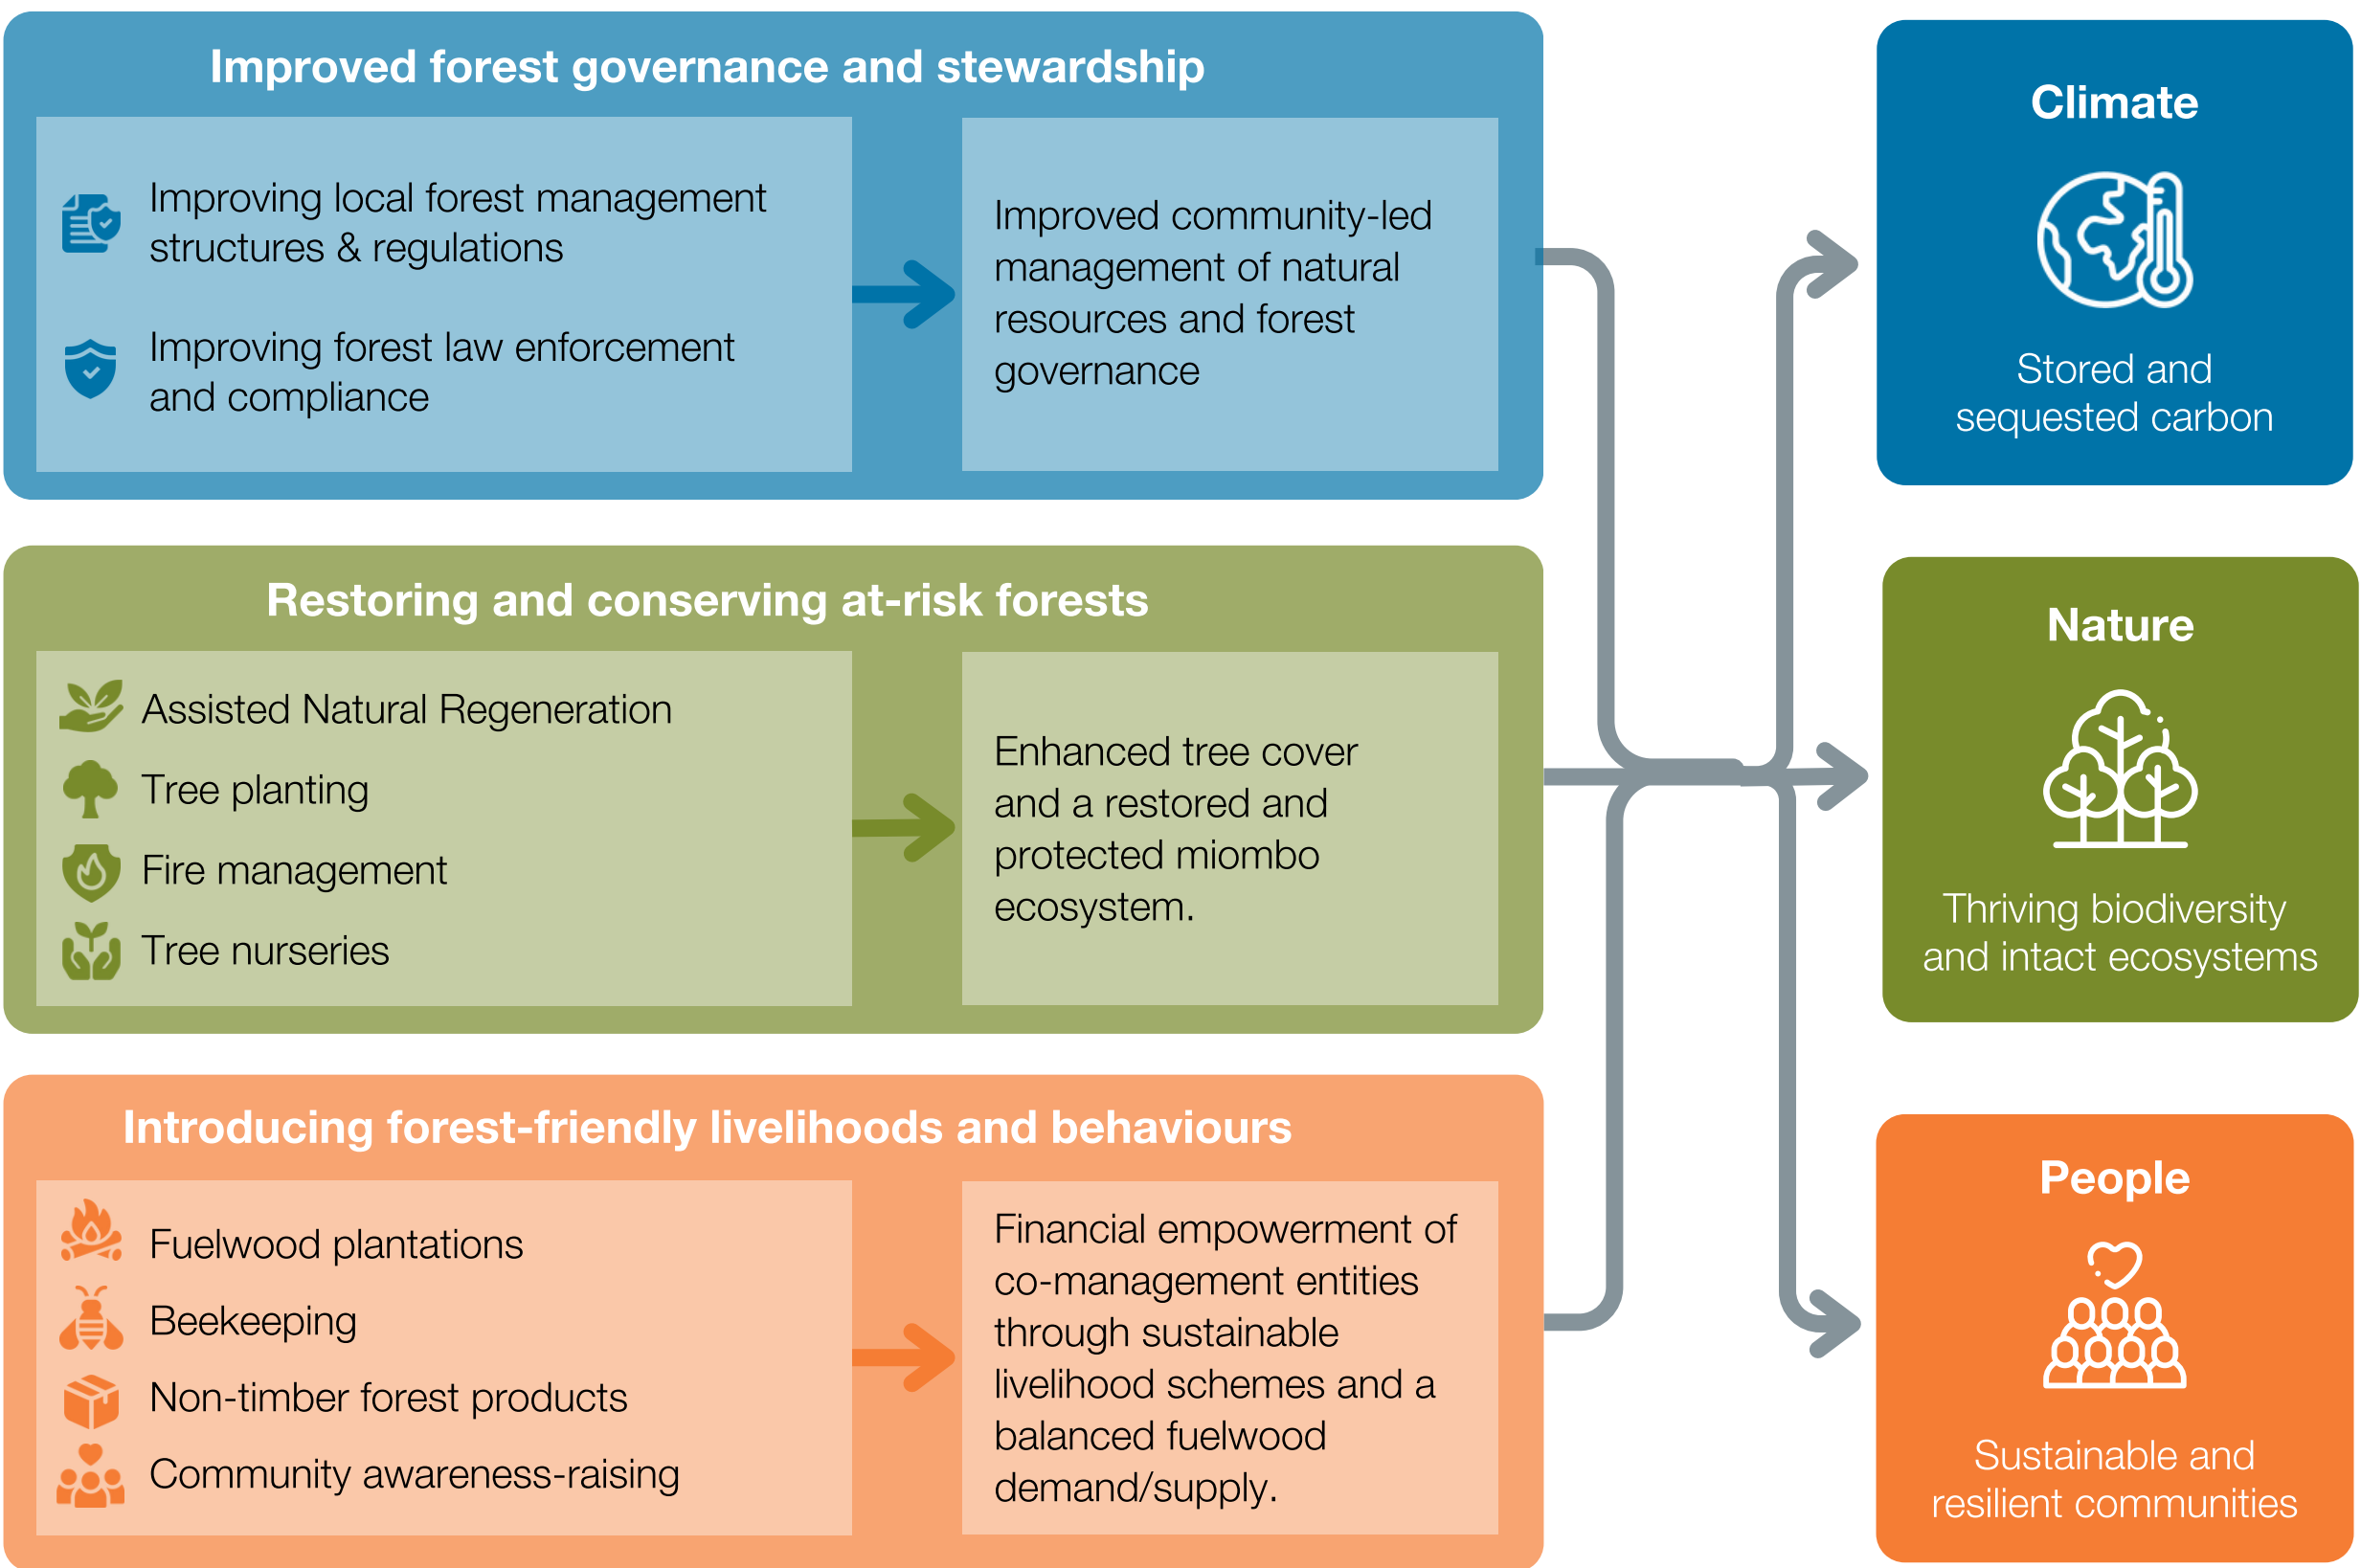 Improved forest governance and stewardship
Improving local forest management
structures & regulations
Improving forest law enforcement
and compliance
Improved community-led
management of natural
resources and forest
governance
Restoring and conserving at-risk forests
Assisted Natural Regeneration
Tree planting
Fire management
Tree nurseries
Enhanced tree cover
and a restored and
protected miombo
ecosystem.
Introducing forest-friendly livelihoods and behaviours
Fuelwood plantations
Beekeeping
Non-timber forest products
Community awareness-raising
Financial empowerment of
co-management entities
through sustainable
livelihood schemes and a
balanced fuelwood
demand/supply.
Climate
Stored and
sequested carbon
Nature
Thriving biodiversity
and intact ecosystems
People
Sustainable and
resilient communities